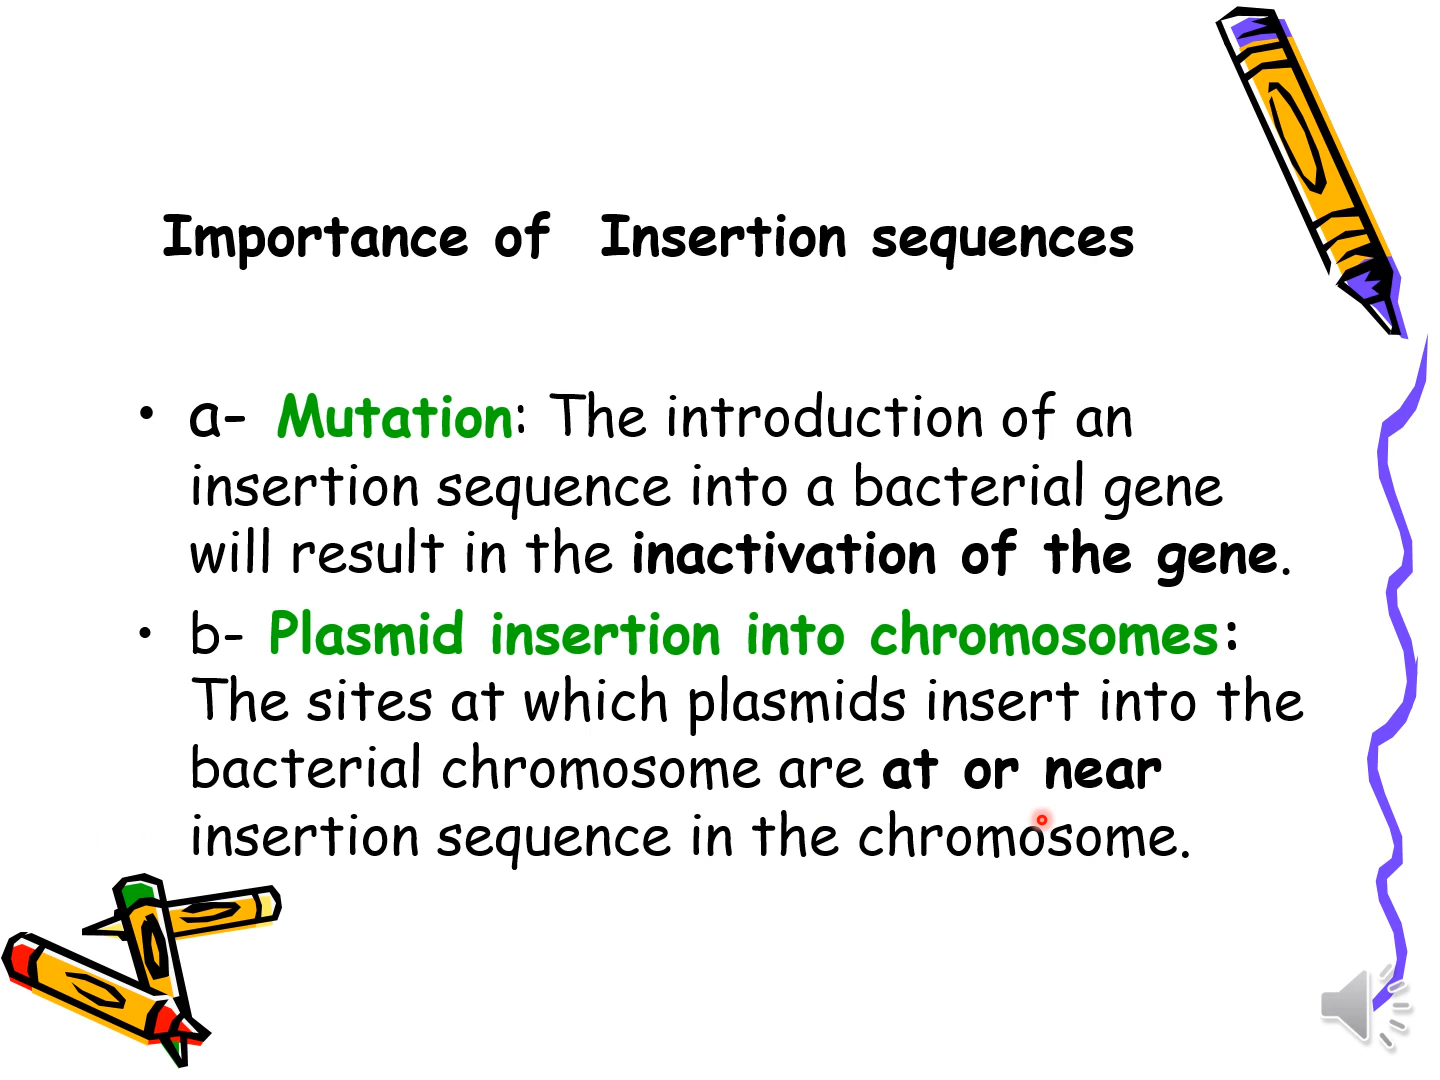 Importance of Insertion sequences
• a- Mutation: The introduction of an
insertion sequence into a bacterial gene
will result in the inactivation of the gene.
• b- Plasmid insertion into chromosomes:
The sites at which plasmids insert into the
bacterial chromosome are at or near
insertion sequence in the chromosome.